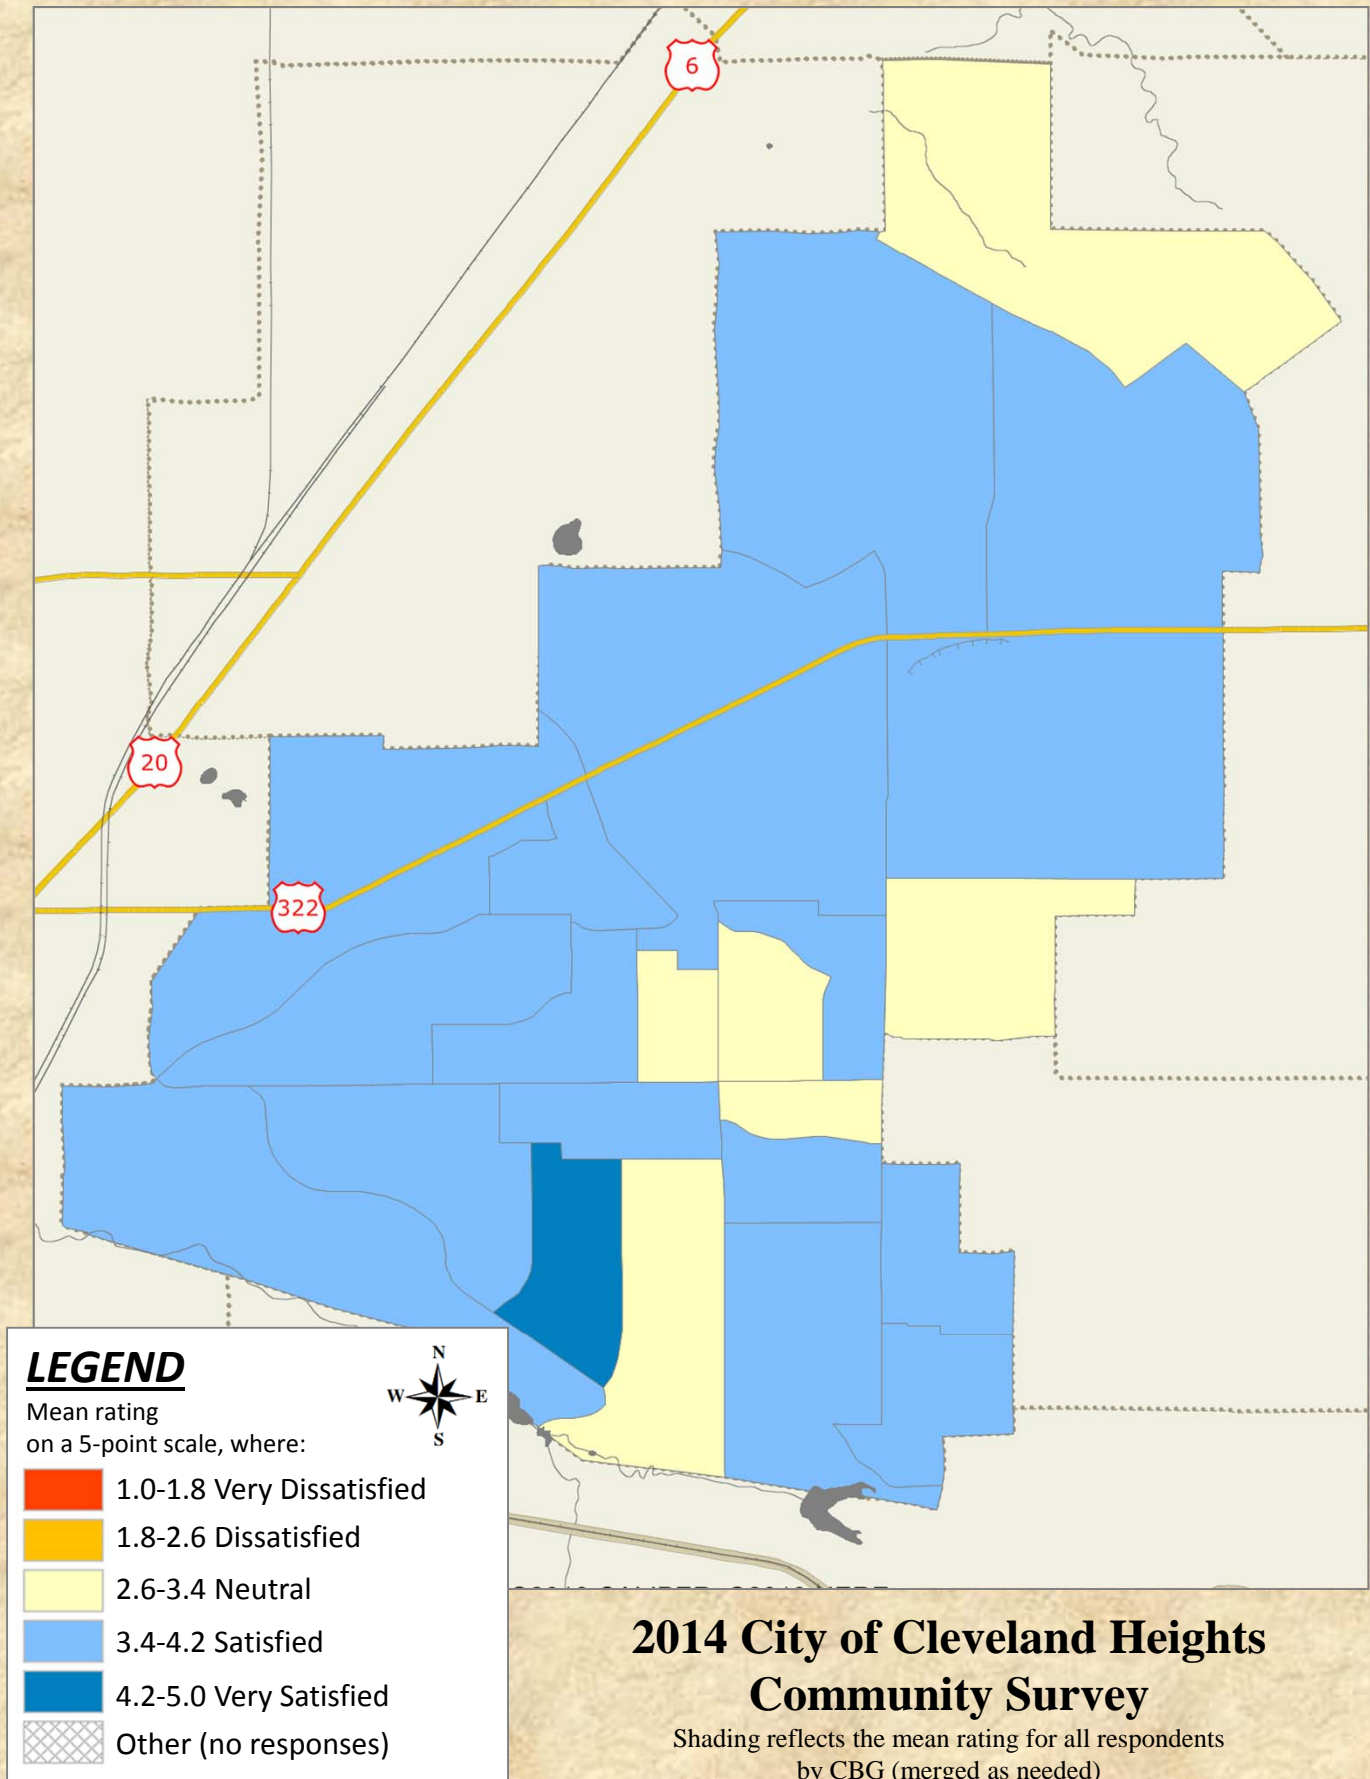 6
20
322
LEGEND
N
W E
S
Mean rating
on a 5-point scale, where:
1.0-1.8 Very Dissatisfied
1.8-2.6 Dissatisfied
2.6-3.4 Neutral
3.4-4.2 Satisfied
4.2-5.0 Very Satisfied
Other (no responses)
2014 City of Cleveland Heights
Community Survey
Shading reflects the mean rating for all respondents
by CBG (merged as needed)